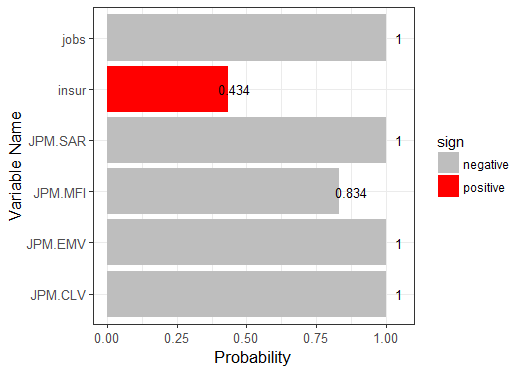 jobs 1
insur 0.434
JPM.SAR 1
JPM.MFI 0.834
JPM.EMV 1
JPM.CLV 1
Variable Name
0.00 0.25 0.50 0.75 1.00
Probability
sign
negative
positive